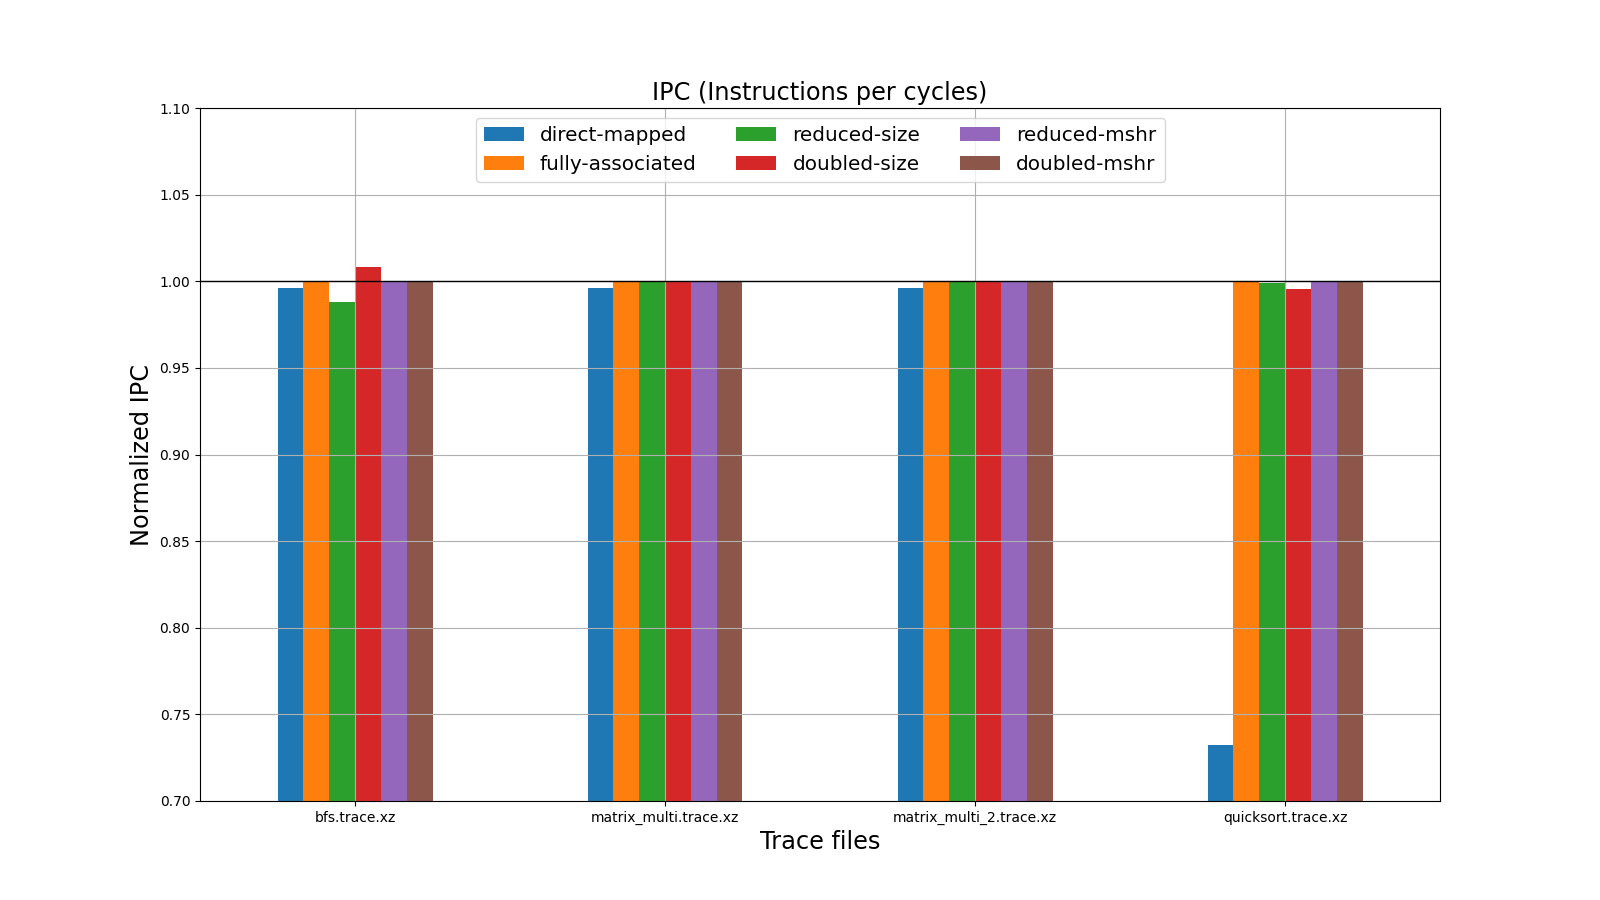 IPC (Instructions per cycles)
1.10
1.05
1.00
0.95
0.90
0.85
0.80
0.75
0.70
Normalized IPC
direct-mapped
fully-associated
reduced-size
doubled-size
reduced-mshr
doubled-mshr
bfs.trace.xz
matrix_multi.trace.xz
matrix_multi_2.trace.xz
quicksort.trace.xz
Trace files